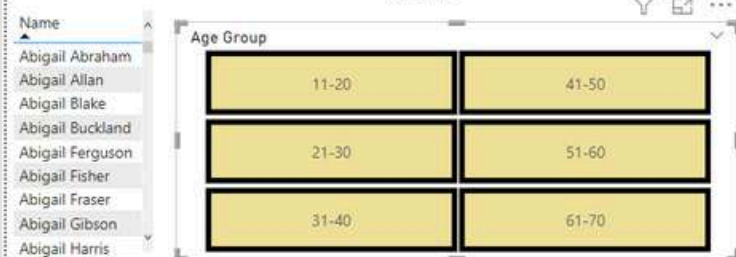 Name
Abigail Abraham
Abigail Allan
Abigail Blake
Abigail Buckland
Abigail Ferguson
Abigail Fisher
Abigail Fraser
Abigail Gibson
Abigail Harris
Age Group
11-20
41-50
21-30
51-60
31-40
61-70